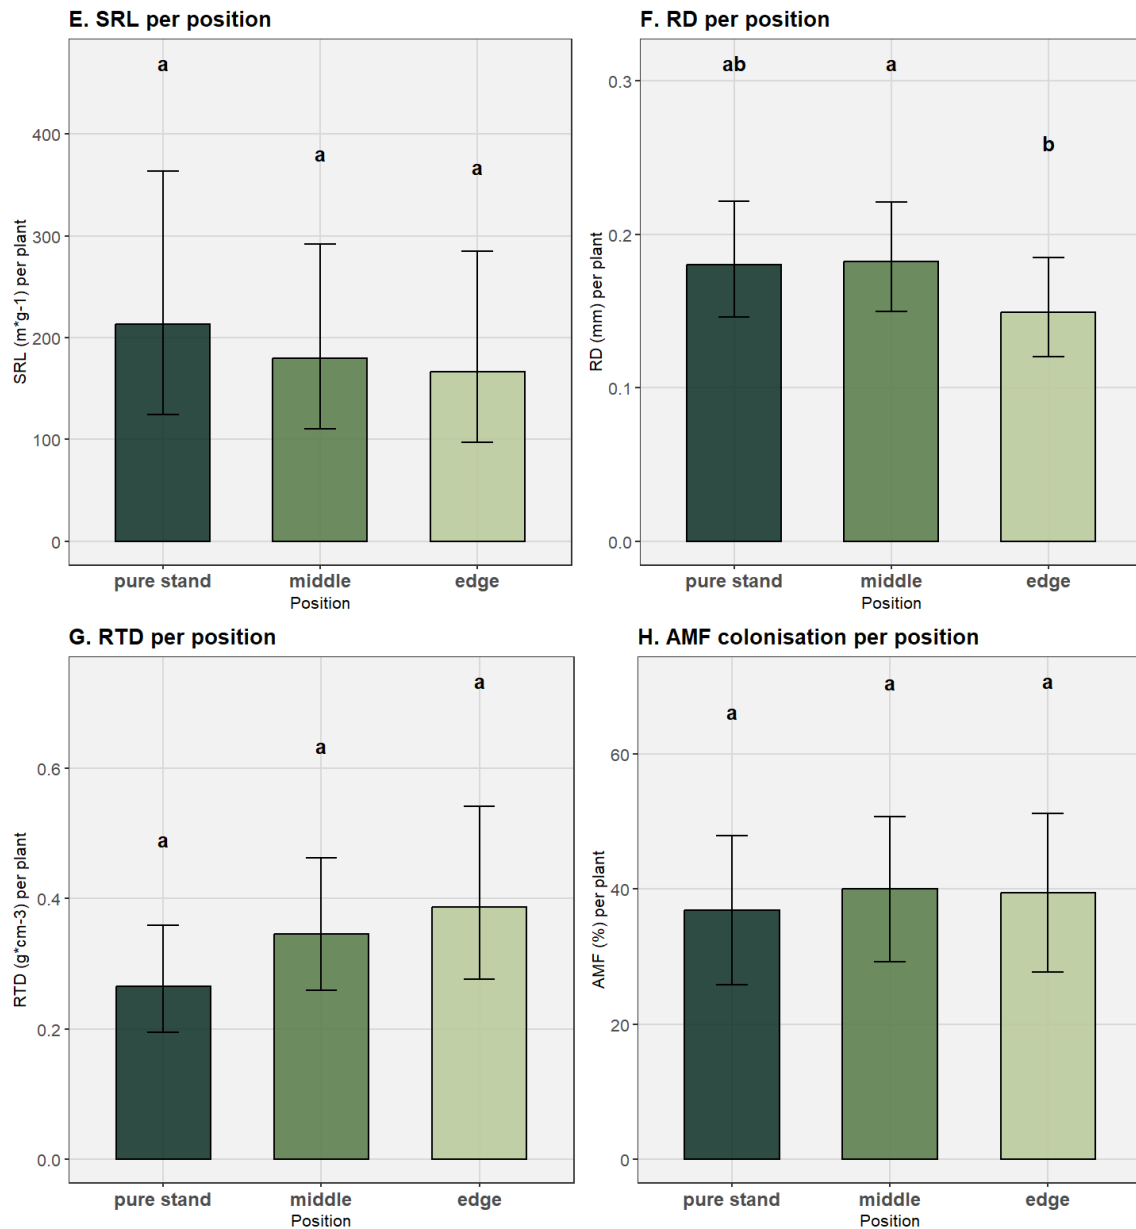 E. SRL per position
a
a
a
400
300
200
100
0
SRL (m*g-1) per plant
pure stand middle edge
Position
F. RD per position
ab
a
b
0.3
0.2
0.1
0.0
RD (mm) per plant
pure stand middle edge
Position
G. RTD per position
a
a
a
0.6
0.4
0.2
0.0
RTD (g*cm-3) per plant
pure stand middle edge
Position
H. AMF colonisation per position
a
a
a
60
40
20
0
AMF (%) per plant
pure stand middle edge
Position